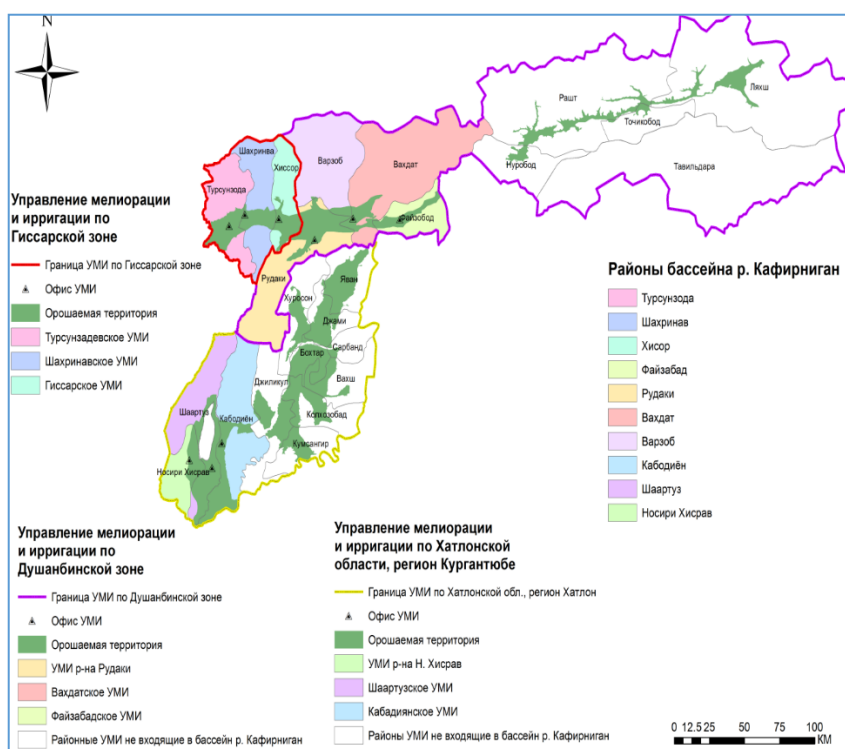 N
Ляхш
Рашт
Точикобод
Нуробод
Тавильдара
Шахринва
Хиссор
Варзоб
Вахдат
Турсунзода
Файзобод
Рудаки
Яван
Хуросон
Джами
Сарбанд
Бохтар
Джиликул
Вахш
Колхозобад
Кумсангир
Шаартуз
Кабодиён
Носири Хисрав
Управление мелиорации
и ирригации по
Гиссарской зоне
Граница УМИ по Гиссарской зоне
Офис УМИ
Орошаемая территория
Турсунзадевское УМИ
Шахринавское УМИ
Гиссарское УМИ
Районы бассейна р. Кафирниган
Турсунзода
Шахринав
Хисор
Файзабад
Рудаки
Вахдат
Варзоб
Кабодиён
Шаартуз
Носири Хисрав
Управление мелиорации
и ирригации по
Душанбинской зоне
Граница УМИ по Душанбинской зоне
Офис УМИ
Орошаемая территория
УМИ р-на Рудаки
Вахдатское УМИ
Файзабадское УМИ
Районные УМИ не входящие в бассейн р. Кафирниган
Управление мелиорации
и ирригации по Хатлонской
области, регион Кургантюбе
Граница УМИ по Хатлонской обл., регион Хатлон
Офис УМИ
Орошаемая территория
УМИ р-на Н. Хисрав
Шаартузское УМИ
Кабадиянское УМИ
Районы УМИ не входящие в бассейн р. Кафирниган
0 12.5 25 50 75 100
KM